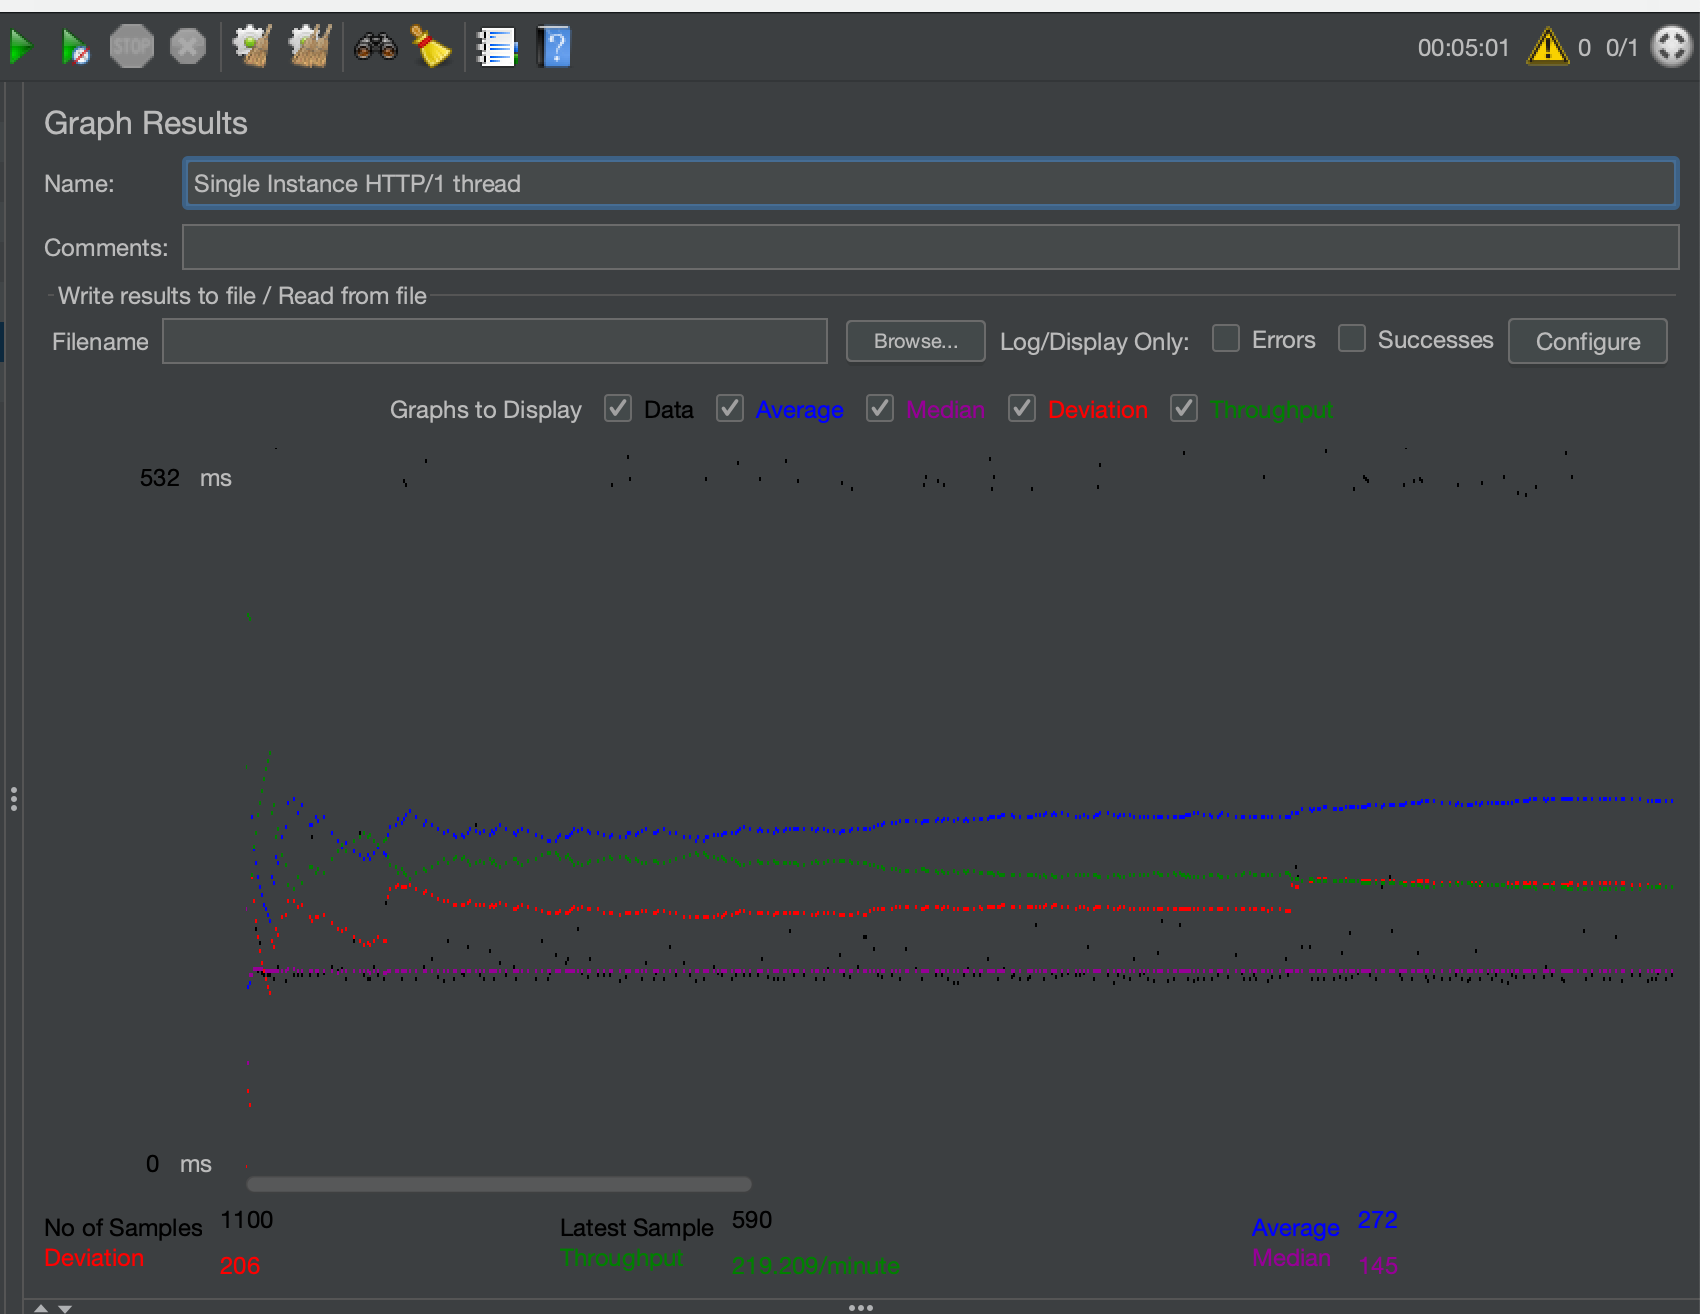 STOP
?
00:05:01 0 0/1
Graph Results
Name: Single Instance HTTP/1 thread
Comments:
Write results to file / Read from file
Filename Browse... Log/Display Only: Errors Successes Configure
Graphs to Display Data Average Median Deviation Throughput
532 ms
0 ms
No of Samples 1100 Latest Sample 590 Average 272
Deviation 206 Throughput 219.209/minute Median 145